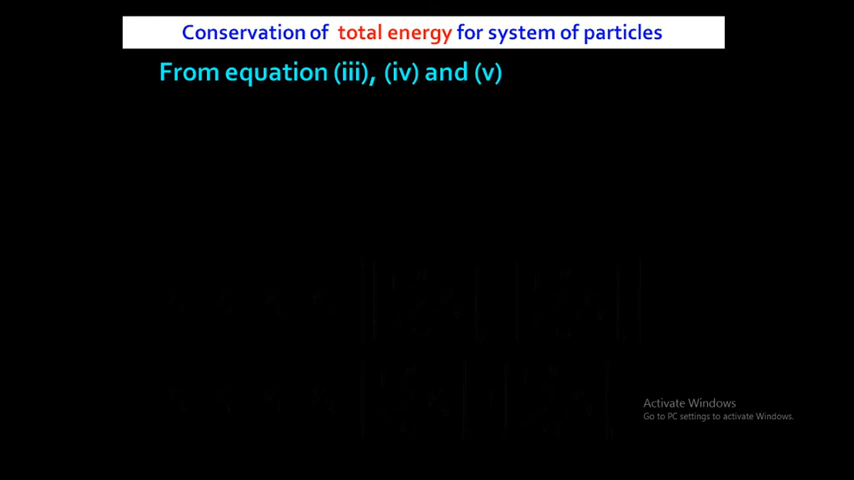 Conservation of total energy for system of particles
From equation (iii), (iv) and (v)
Activate Windows
Go to PC settings to activate Windows.